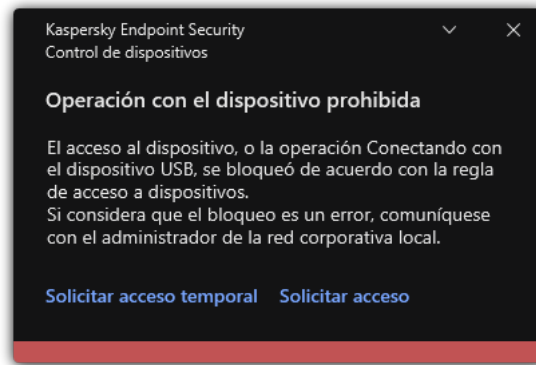 Kaspersky Endpoint Security
Control de dispositivos
Operación con el dispositivo prohibida
El acceso al dispositivo, o la operación Conectando con
el dispositivo USB, se bloqueó de acuerdo con la regla
de acceso a dispositivos.
Si considera que el bloqueo es un error, comuníquese
con el administrador de la red corporativa local.
Solicitar acceso temporal Solicitar acceso